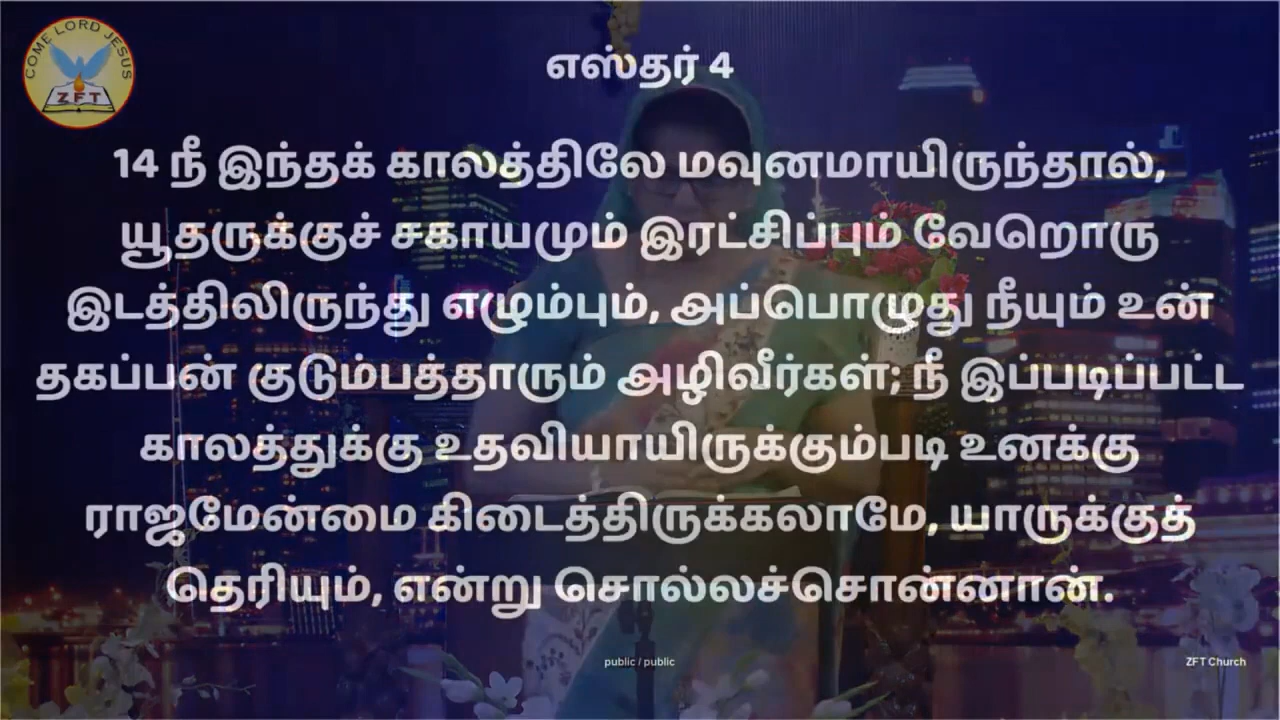 COME LORD JESUS
ZFT
எஸ்தர் 4
14 நீ இந்தக் காலத்திலே மவுனமாயிருந்தால்,
யூதருக்குச் சகாயமும் இரட்சிப்பும் வேறொரு
இடத்திலிருந்து எழும்பும், அப்பொழுது நீயும் உன்
தகப்பன் குடும்பத்தாரும் அழிவீர்கள்; நீ இப்படிப்பட்ட
காலத்துக்கு உதவியாயிருக்கும்படி உனக்கு
ராஜமேன்மை கிடைத்திருக்கலாமே, யாருக்குத்
தெரியும், என்று சொல்லச்சொன்னான்.
public / public
ZFT Church